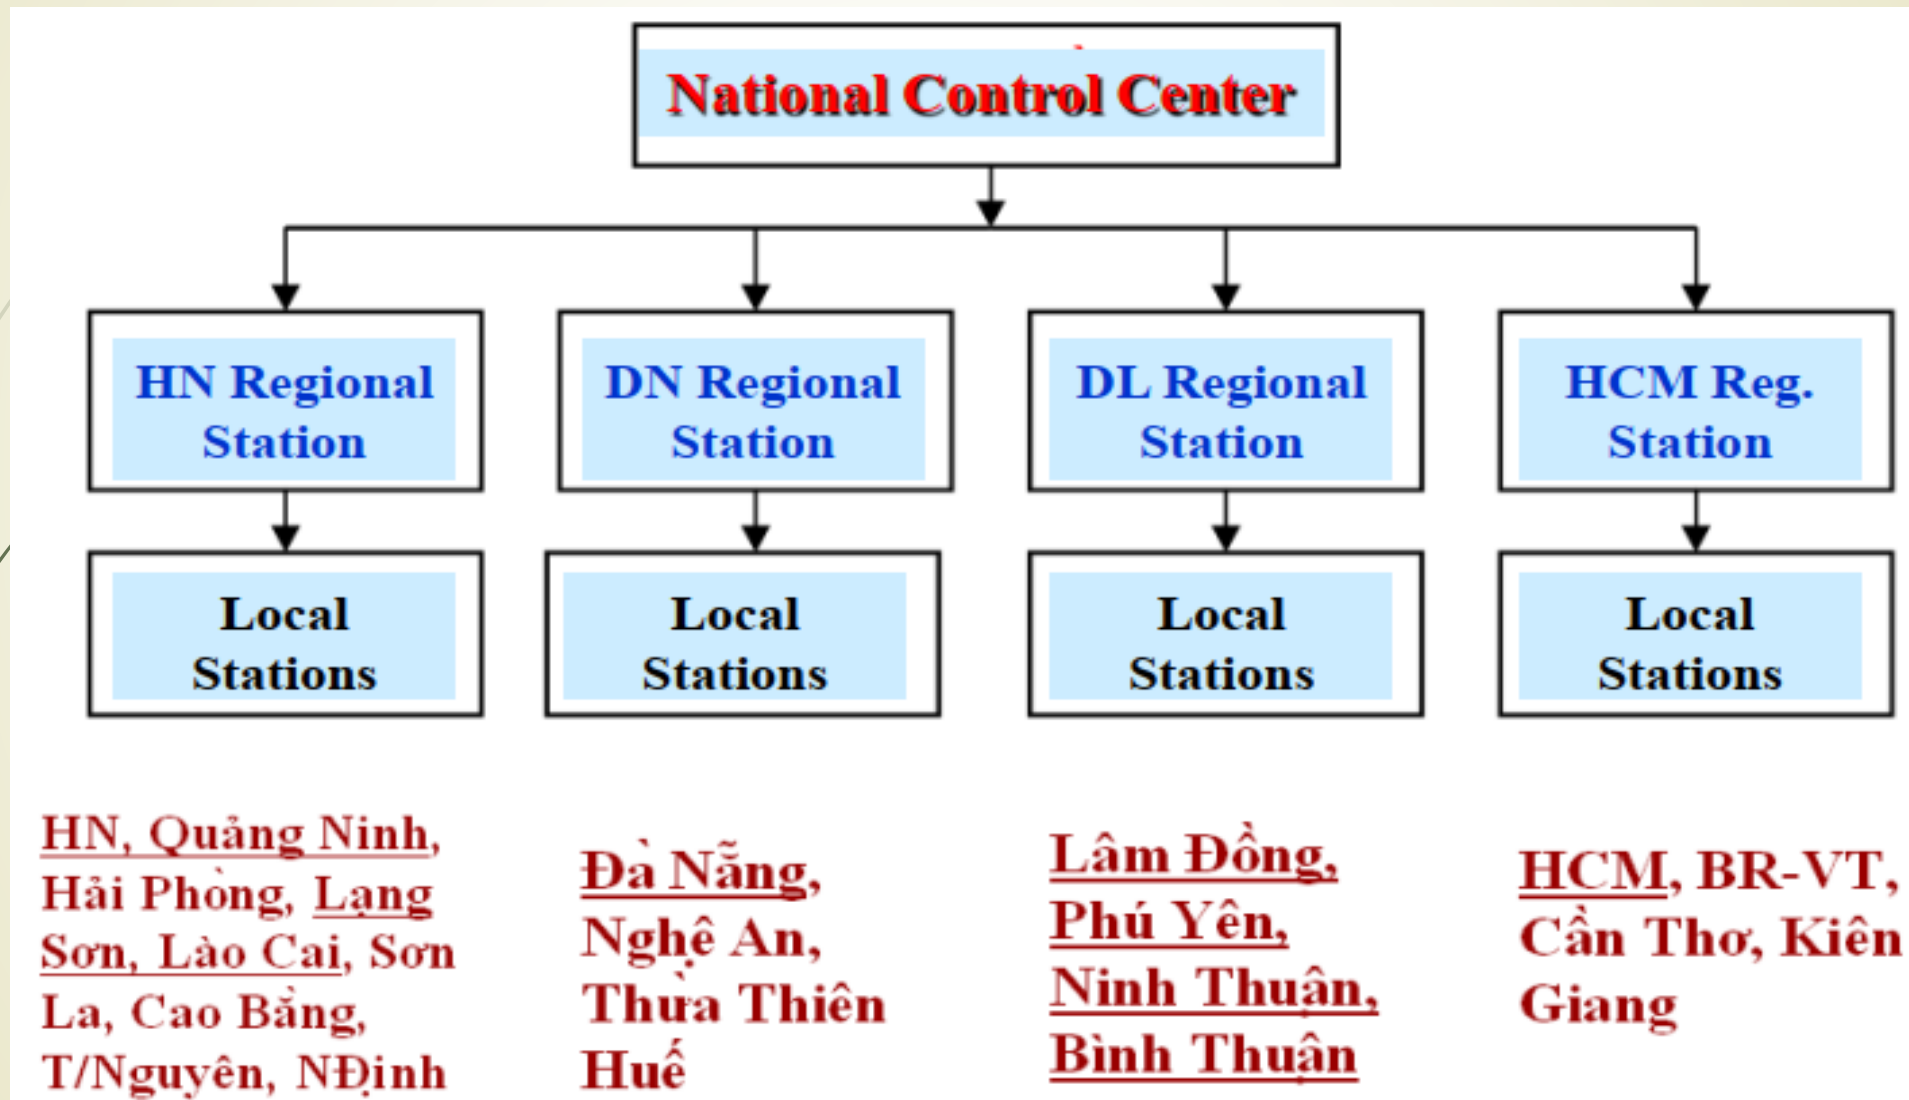 National Control Center
HN Regional
Station
DN Regional
Station
DL Regional
Station
HCM Reg.
Station
Local
Stations
Local
Stations
Local
Stations
Local
Stations
HN, Quảng Ninh,
Hải Phòng, Lạng
Sơn, Lào Cai, Sơn
La, Cao Bằng,
T/Nguyên, NĐịnh
Đà Nẵng,
Nghệ An,
Thừa Thiên
Huế
Lâm Đồng,
Phú Yên,
Ninh Thuận,
Bình Thuận
HCM, BR-VT,
Cần Thơ, Kiên
Giang